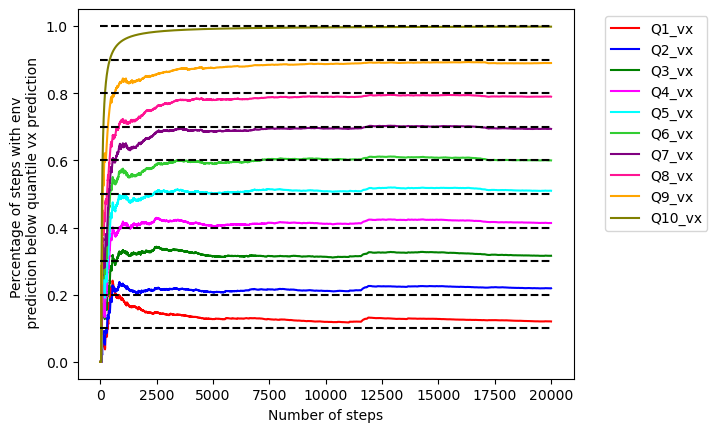 1.0
0.8
0.6
0.4
0.2
0.0
Percentage of steps with env
prediction below quantile vx prediction
0
2500
5000
7500
10000
12500
15000
17500
20000
Number of steps
Q1_vx
Q2_vx
Q3_vx
Q4_vx
Q5_vx
Q6_vx
Q7_vx
Q8_vx
Q9_vx
Q10_vx